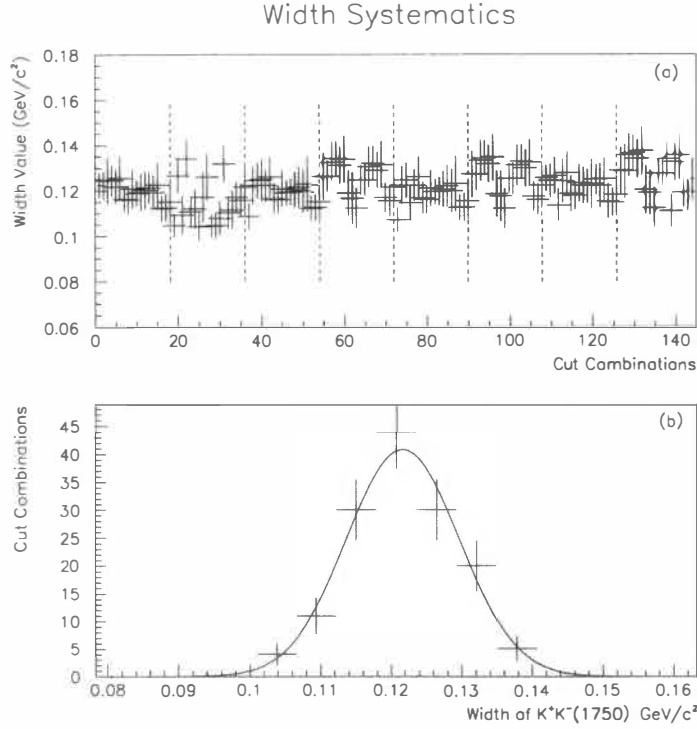 Width Systematics
Width Value (GeV/c²)
0.18
(a)
0.16
0.14
0.12
0.1
0.08
0.06
0 20 40 60 80 100 120 140
Cut Combinations
Cut Combinations
(b)
45
40
35
30
25
20
15
10
5
0
0.08 0.09 0.1 0.11 0.12 0.13 0.14 0.15 0.16
Width of K⁺K⁻(1750) GeV/c²